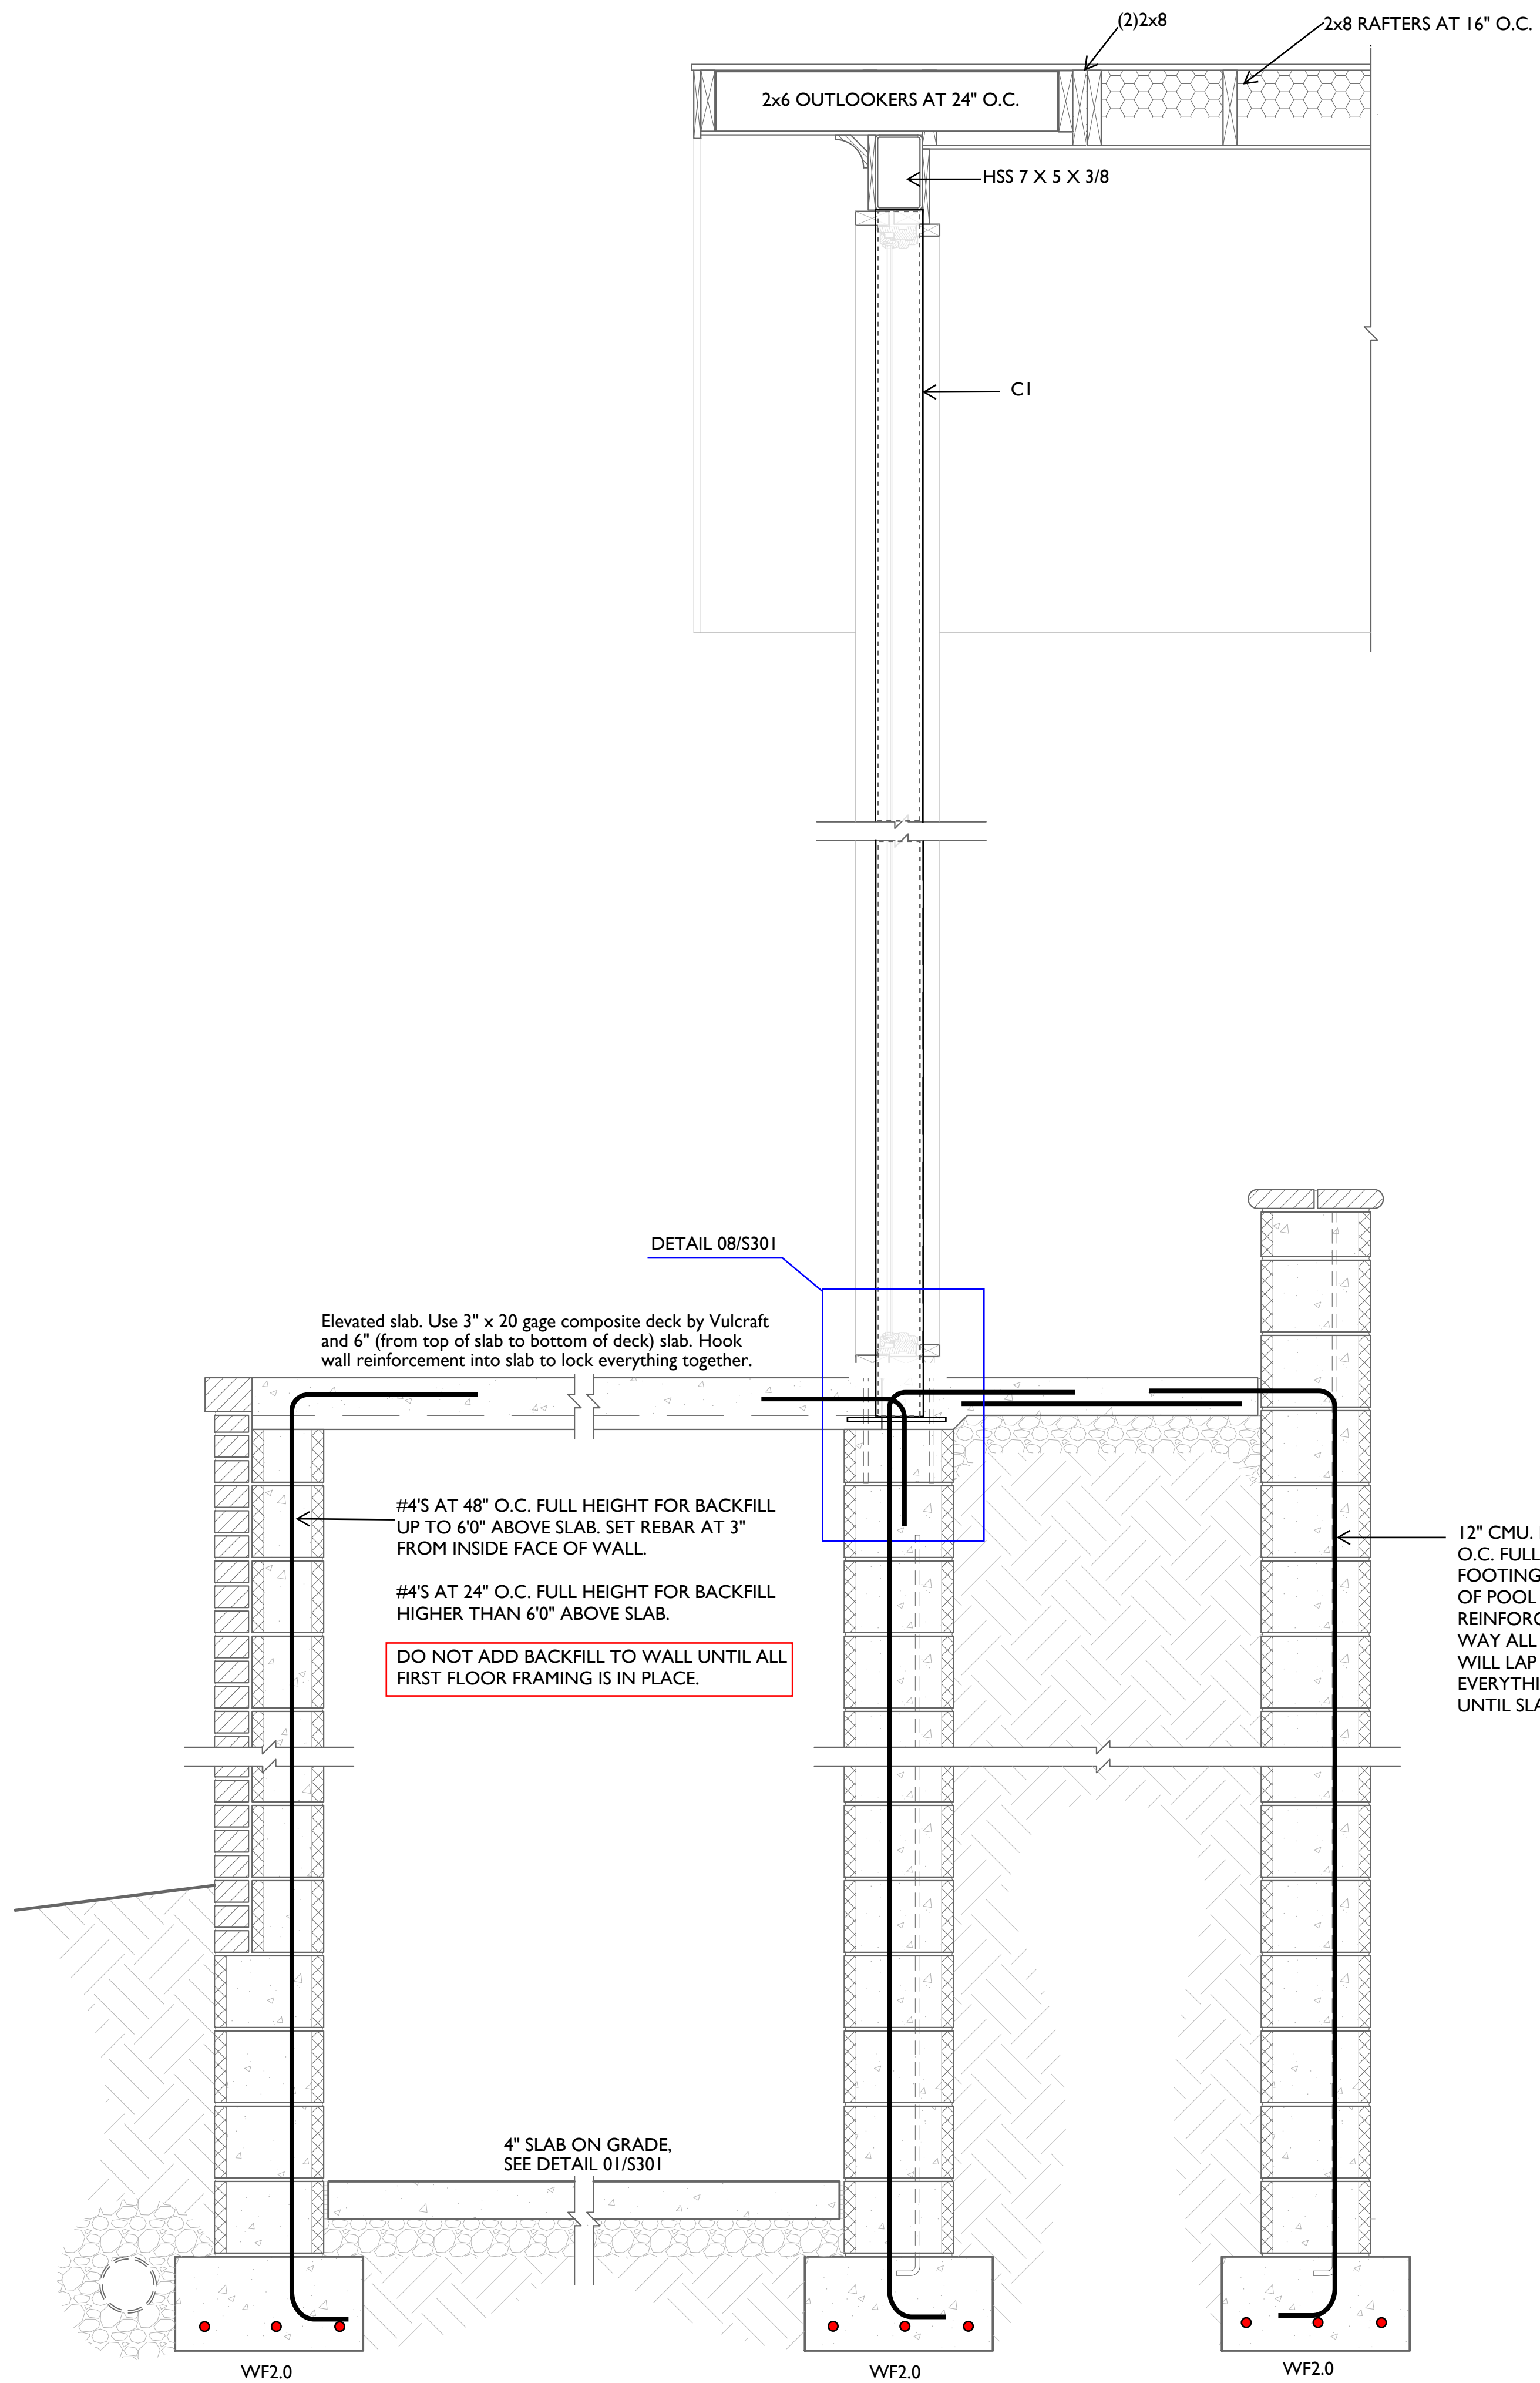 (2)2x8
2x8 RAFTERS AT 16" O.C.
2x6 OUTLOOKERS AT 24" O.C.
HSS 7 X 5 X 3/8
C1
DETAIL 08/S301
Elevated slab. Use 3" x 20 gage composite deck by Vulcraft
and 6" (from top of slab to bottom of deck) slab. Hook
wall reinforcement into slab to lock everything together.
#4'S AT 48" O.C. FULL HEIGHT FOR BACKFILL
UP TO 6'0" ABOVE SLAB. SET REBAR AT 3"
FROM INSIDE FACE OF WALL.
#4'S AT 24" O.C. FULL HEIGHT FOR BACKFILL
HIGHER THAN 6'0" ABOVE SLAB.
DO NOT ADD BACKFILL TO WALL UNTIL ALL
FIRST FLOOR FRAMING IS IN PLACE.
12" CMU.
O.C. FULL
FOOTING
OF POOL
REINFORC
WAY ALL
WILL LAP
EVERYTHI
UNTIL SLA
4" SLAB ON GRADE,
SEE DETAIL 01/S301
WF2.0
WF2.0
WF2.0